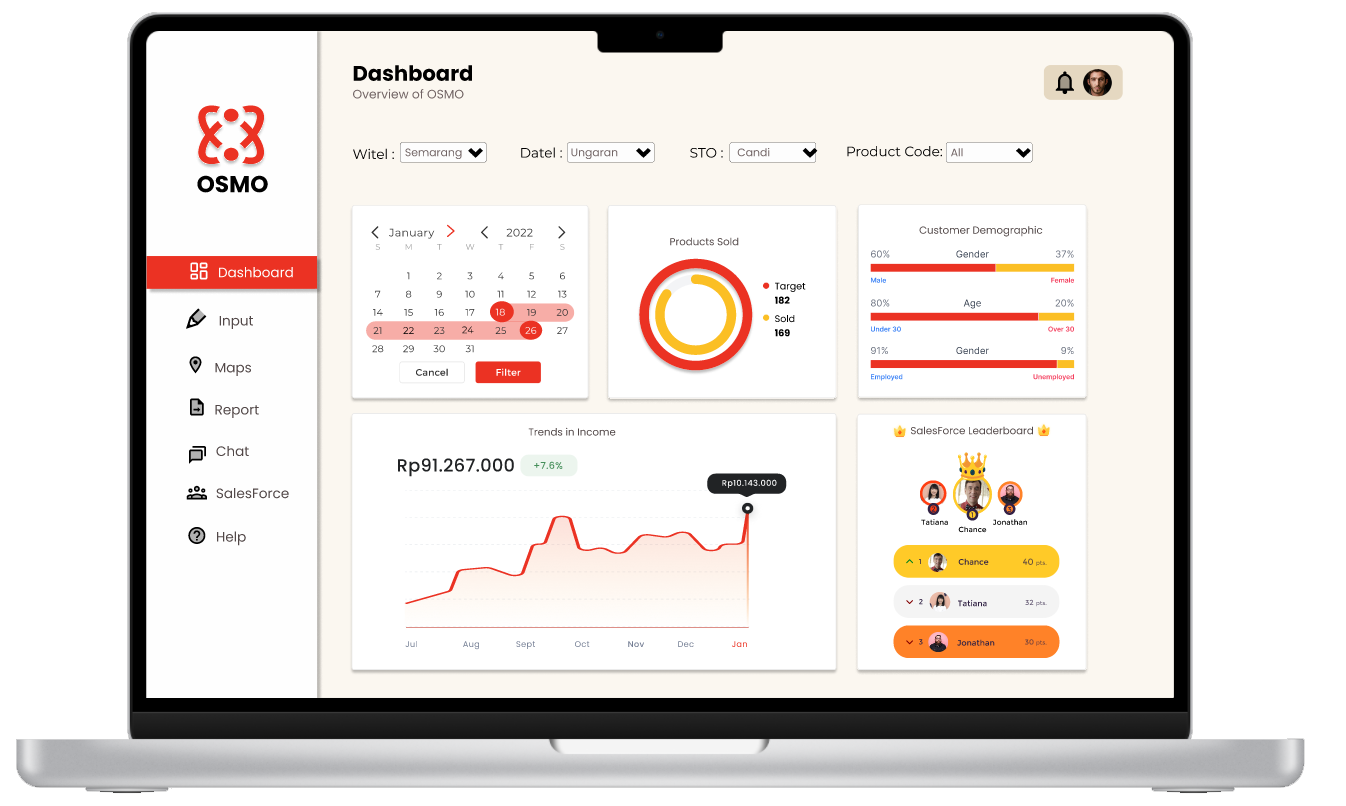 Dashboard
Overview of OSMO
OSMO
Dashboard
Input
Maps
Report
Chat
SalesForce
Help
Witel : Semarang Datel : Ungaran STO : Candi Product Code: All
January 2022
S M T W T F S
1 2 3 4 5 6
7 8 9 10 11 12 13
14 15 16 17 18 19 20
21 22 23 24 25 26 27
28 29 30 31
Cancel Filter
Products Sold
Target
182
Sold
169
Customer Demographic
60% Gender 37%
Male Female
80% Age 20%
Under 30 Over 30
91% Gender 9%
Employed Unemployed
Trends in Income
Rp91.267.000 +7.6%
Rp10.143.000
Jul Aug Sept Oct Nov Dec Jan
SalesForce Leaderboard
2 1 3
Tatiana Chance Jonathan
1 Chance 40 pts.
2 Tatiana 32 pts.
3 Jonathan 30 pts.